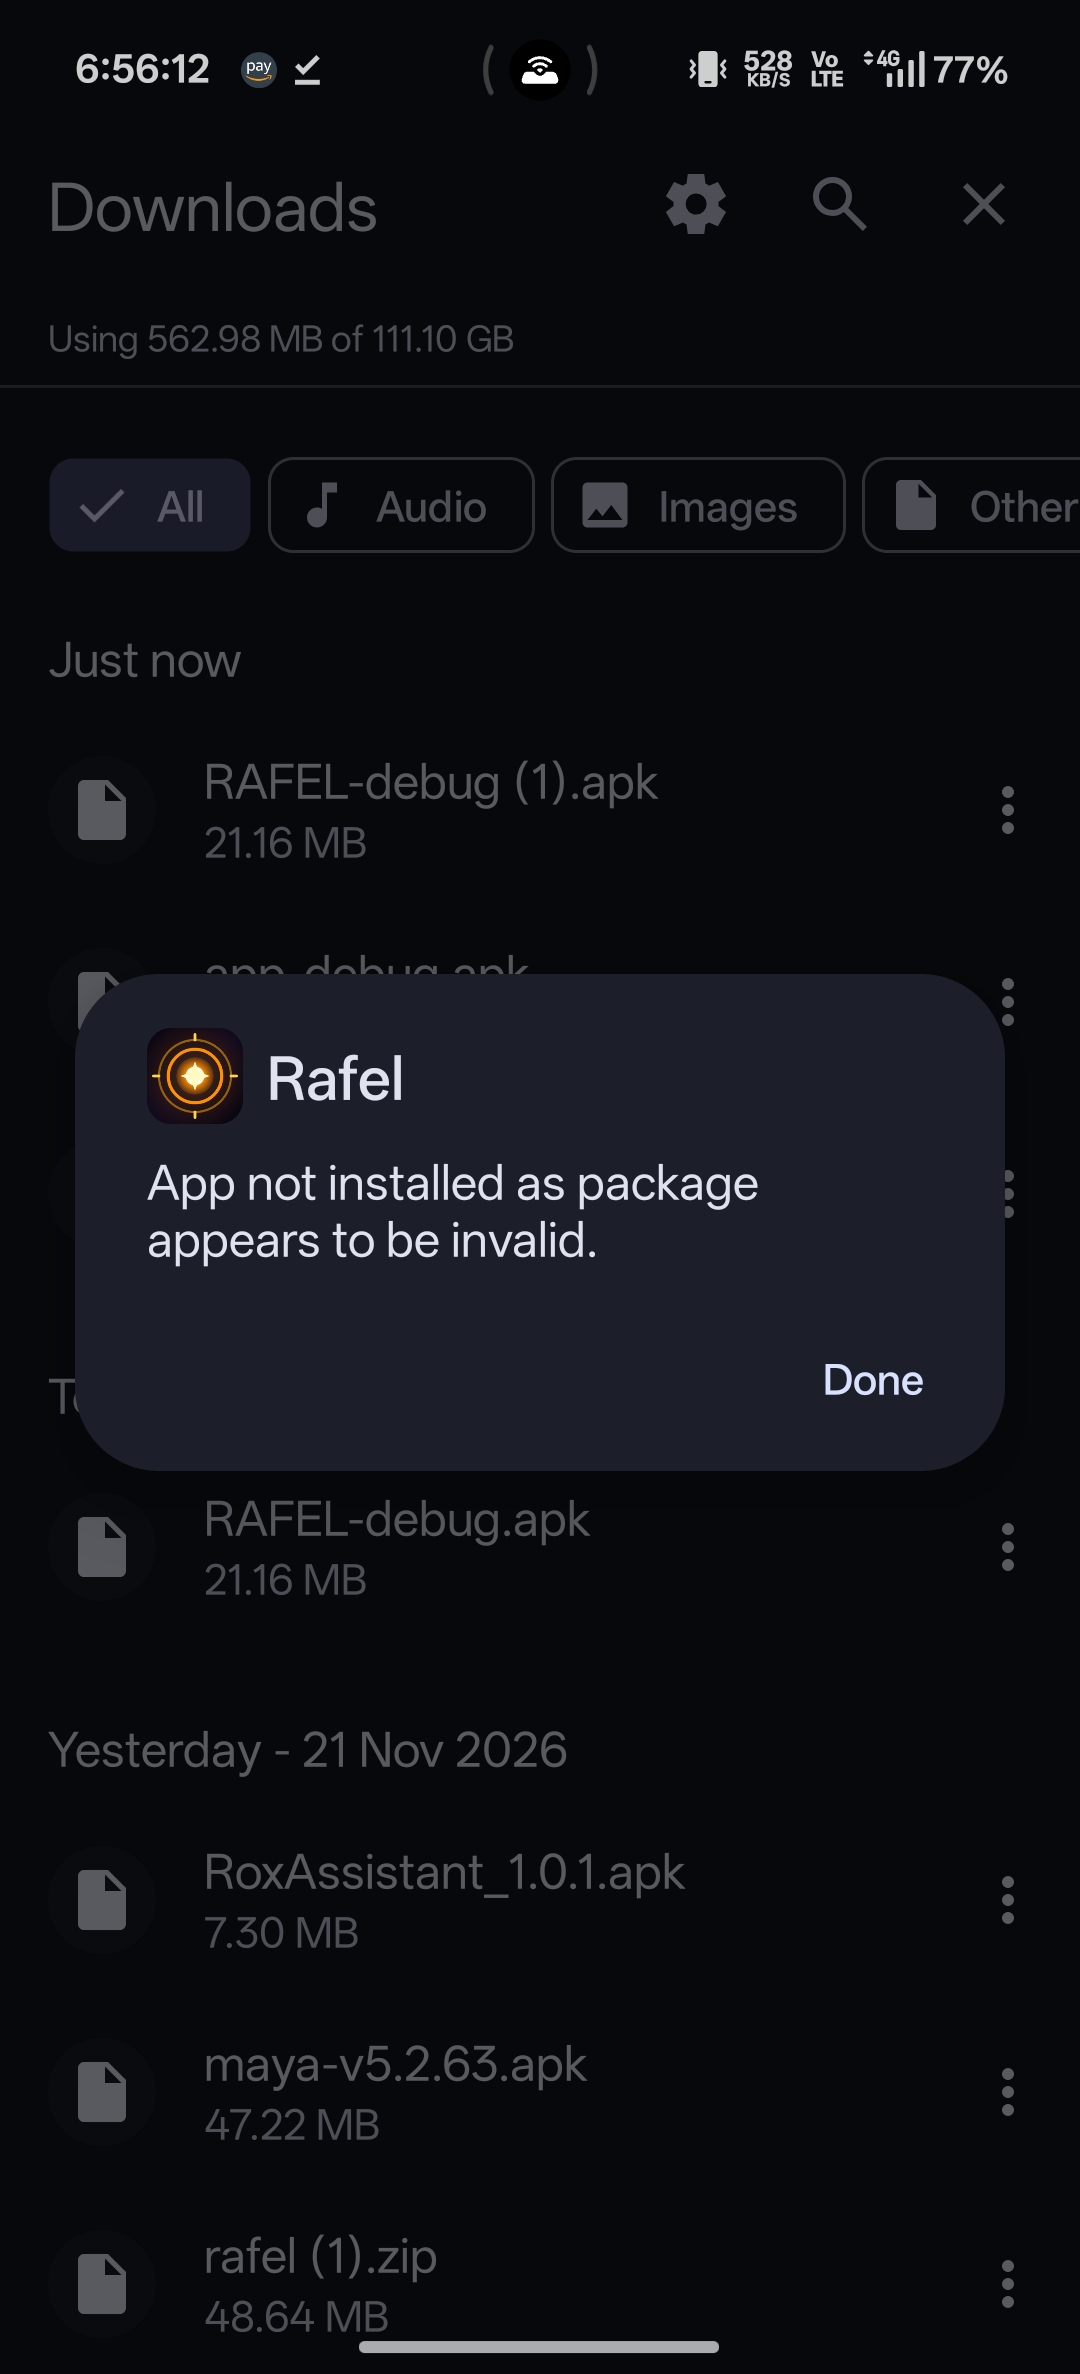 6:56:12 pay 528 KB/S Vo LTE 4G 77%
Downloads
Using 562.98 MB of 111.10 GB
All Audio Images Other
Just now
RAFEL-debug (1).apk
21.16 MB
app-debug.apk
Rafel
App not installed as package
appears to be invalid.
Done
RAFEL-debug.apk
21.16 MB
Yesterday - 21 Nov 2026
RoxAssistant_1.0.1.apk
7.30 MB
maya-v5.2.63.apk
47.22 MB
rafel (1).zip
48.64 MB